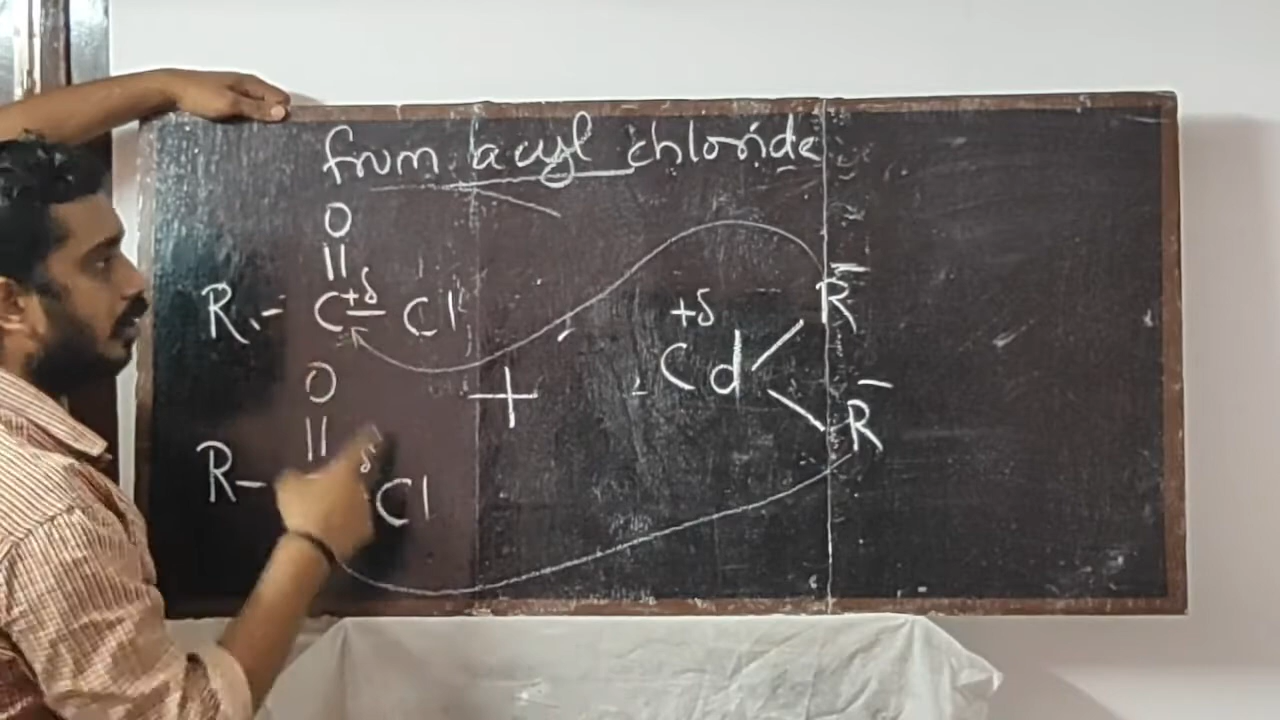 from acyl chloride
O
||
R - C +δ - Cl
+
+δ
Cd
R
R
O
||
R - δ Cl